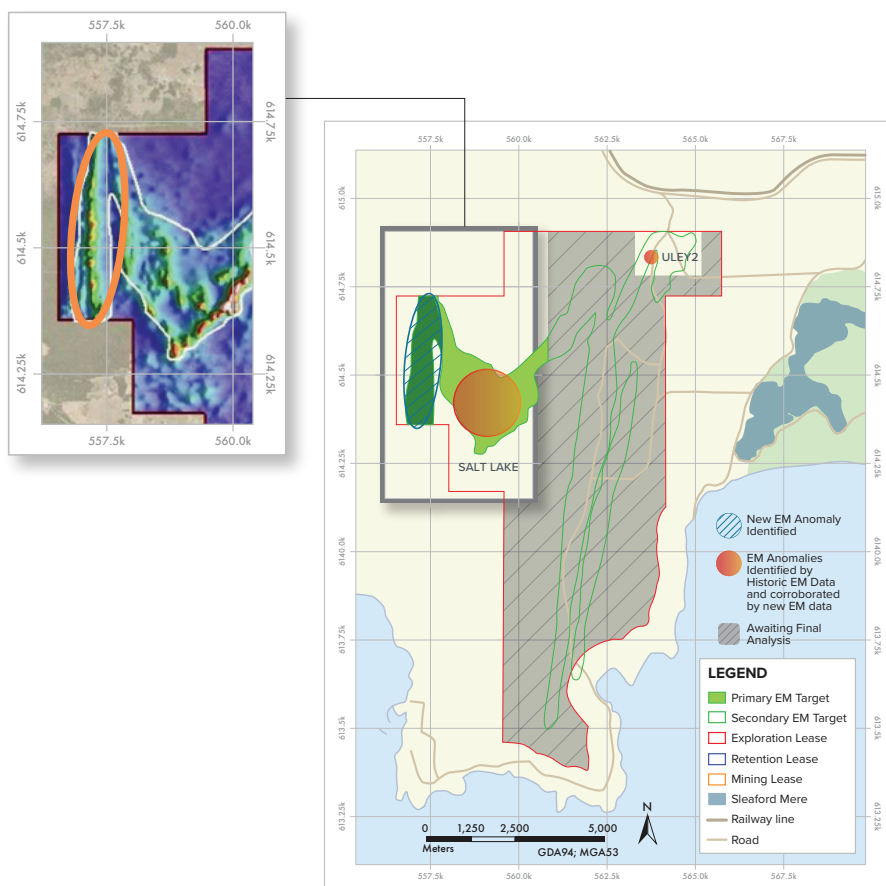 557.5k 560.0k
614.75k 614.75k
614.5k 614.5k
614.25k 614.25k
557.5k 560.0k
557.5k 560.0k 562.5k 565.0k 567.5k
615.0k 615.0k
ULEY2
614.75k 614.75k
614.5k 614.5k
SALT LAKE
614.25k 614.25k
New EM Anomaly
Identified
6140.0k 6140.0k
EM Anomalies
Identified by
Historic EM Data
and corroborated
by new EM data
Awaiting Final
Analysis
613.75k 613.75k
LEGEND
Primary EM Target
Secondary EM Target
Exploration Lease
Retention Lease
Mining Lease
Sleaford Mere
Railway line
Road
613.5k 613.5k
613.25k 613.25k
0 1,250 2,500 5,000
Meters
GDA94; MGA53
N
557.5k 560.0k 562.5k 565.0k 567.5k